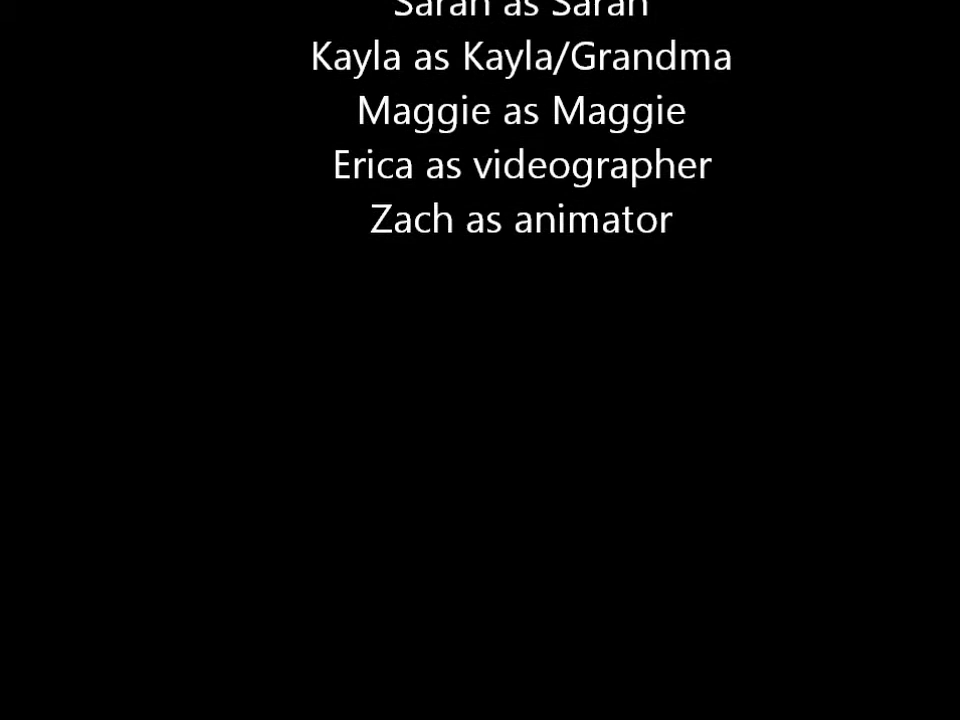 Sarah as Sarah
Kayla as Kayla/Grandma
Maggie as Maggie
Erica as videographer
Zach as animator